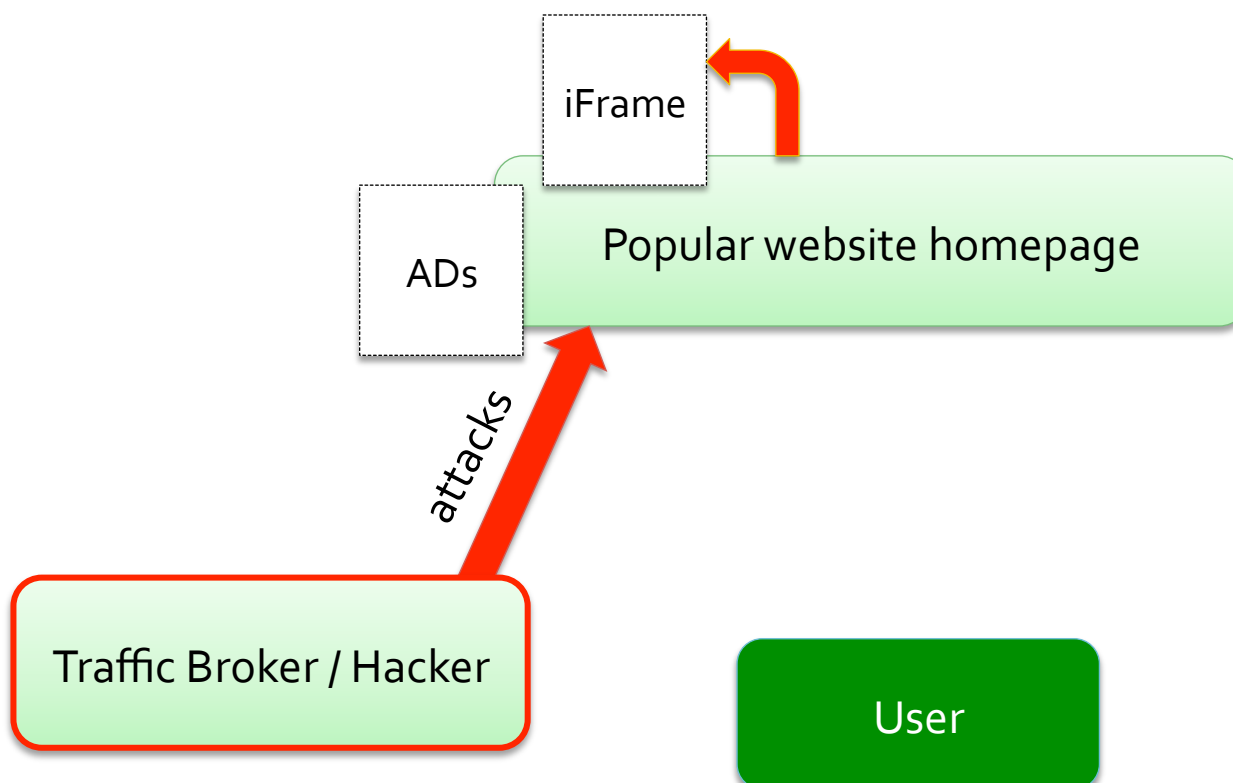 iFrame
Popular website homepage
ADs
attacks
Traffic Broker / Hacker
User